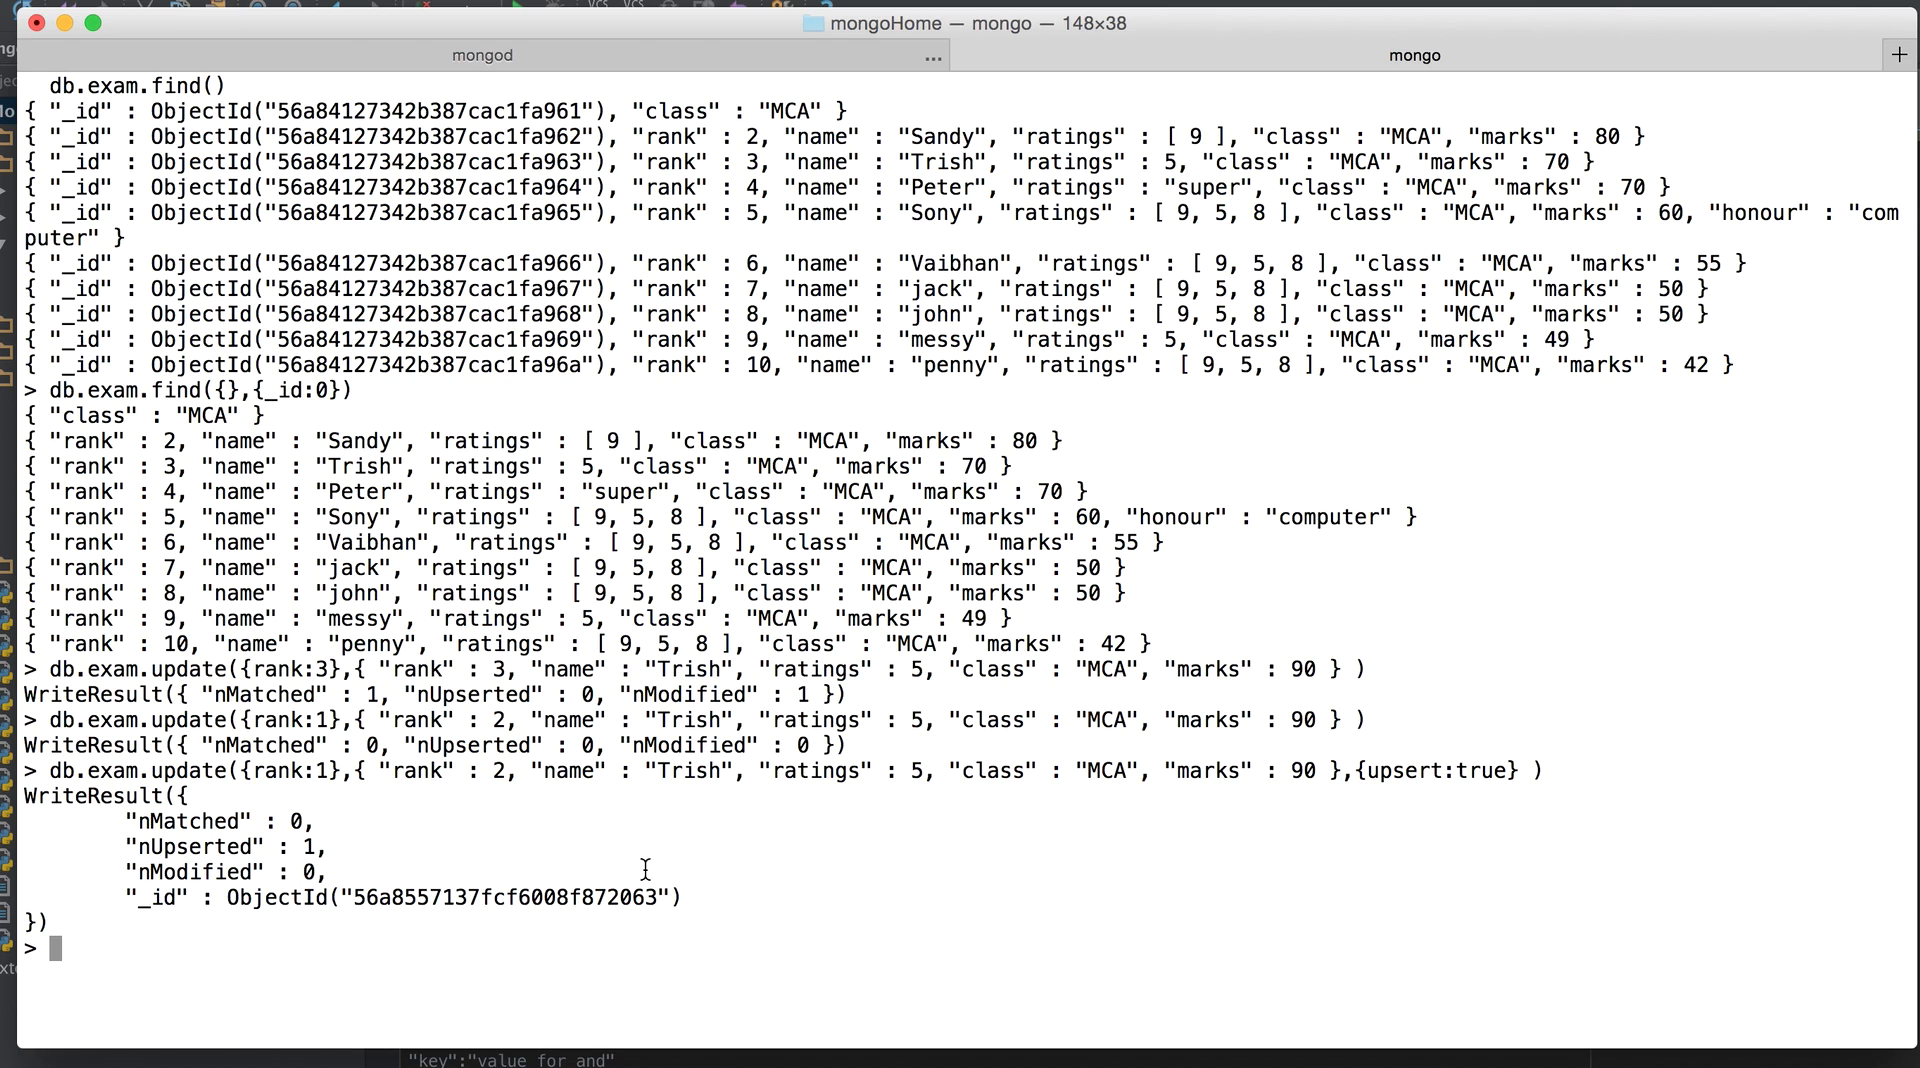 mongoHome — mongo — 148×38
mongod ... mongo +
db.exam.find()
{ "_id" : ObjectId("56a84127342b387cac1fa961"), "class" : "MCA" }
{ "_id" : ObjectId("56a84127342b387cac1fa962"), "rank" : 2, "name" : "Sandy", "ratings" : [ 9 ], "class" : "MCA", "marks" : 80 }
{ "_id" : ObjectId("56a84127342b387cac1fa963"), "rank" : 3, "name" : "Trish", "ratings" : 5, "class" : "MCA", "marks" : 70 }
{ "_id" : ObjectId("56a84127342b387cac1fa964"), "rank" : 4, "name" : "Peter", "ratings" : "super", "class" : "MCA", "marks" : 70 }
{ "_id" : ObjectId("56a84127342b387cac1fa965"), "rank" : 5, "name" : "Sony", "ratings" : [ 9, 5, 8 ], "class" : "MCA", "marks" : 60, "honour" : "com
puter" }
{ "_id" : ObjectId("56a84127342b387cac1fa966"), "rank" : 6, "name" : "Vaibhan", "ratings" : [ 9, 5, 8 ], "class" : "MCA", "marks" : 55 }
{ "_id" : ObjectId("56a84127342b387cac1fa967"), "rank" : 7, "name" : "jack", "ratings" : [ 9, 5, 8 ], "class" : "MCA", "marks" : 50 }
{ "_id" : ObjectId("56a84127342b387cac1fa968"), "rank" : 8, "name" : "john", "ratings" : [ 9, 5, 8 ], "class" : "MCA", "marks" : 50 }
{ "_id" : ObjectId("56a84127342b387cac1fa969"), "rank" : 9, "name" : "messy", "ratings" : 5, "class" : "MCA", "marks" : 49 }
{ "_id" : ObjectId("56a84127342b387cac1fa96a"), "rank" : 10, "name" : "penny", "ratings" : [ 9, 5, 8 ], "class" : "MCA", "marks" : 42 }
> db.exam.find({},{_id:0})
{ "class" : "MCA" }
{ "rank" : 2, "name" : "Sandy", "ratings" : [ 9 ], "class" : "MCA", "marks" : 80 }
{ "rank" : 3, "name" : "Trish", "ratings" : 5, "class" : "MCA", "marks" : 70 }
{ "rank" : 4, "name" : "Peter", "ratings" : "super", "class" : "MCA", "marks" : 70 }
{ "rank" : 5, "name" : "Sony", "ratings" : [ 9, 5, 8 ], "class" : "MCA", "marks" : 60, "honour" : "computer" }
{ "rank" : 6, "name" : "Vaibhan", "ratings" : [ 9, 5, 8 ], "class" : "MCA", "marks" : 55 }
{ "rank" : 7, "name" : "jack", "ratings" : [ 9, 5, 8 ], "class" : "MCA", "marks" : 50 }
{ "rank" : 8, "name" : "john", "ratings" : [ 9, 5, 8 ], "class" : "MCA", "marks" : 50 }
{ "rank" : 9, "name" : "messy", "ratings" : 5, "class" : "MCA", "marks" : 49 }
{ "rank" : 10, "name" : "penny", "ratings" : [ 9, 5, 8 ], "class" : "MCA", "marks" : 42 }
> db.exam.update({rank:3},{ "rank" : 3, "name" : "Trish", "ratings" : 5, "class" : "MCA", "marks" : 90 } )
WriteResult({ "nMatched" : 1, "nUpserted" : 0, "nModified" : 1 })
> db.exam.update({rank:1},{ "rank" : 2, "name" : "Trish", "ratings" : 5, "class" : "MCA", "marks" : 90 } )
WriteResult({ "nMatched" : 0, "nUpserted" : 0, "nModified" : 0 })
> db.exam.update({rank:1},{ "rank" : 2, "name" : "Trish", "ratings" : 5, "class" : "MCA", "marks" : 90 },{upsert:true} )
WriteResult({
"nMatched" : 0,
"nUpserted" : 1,
"nModified" : 0,
"_id" : ObjectId("56a8557137fcf6008f872063")
})
>
"key":"value for and"